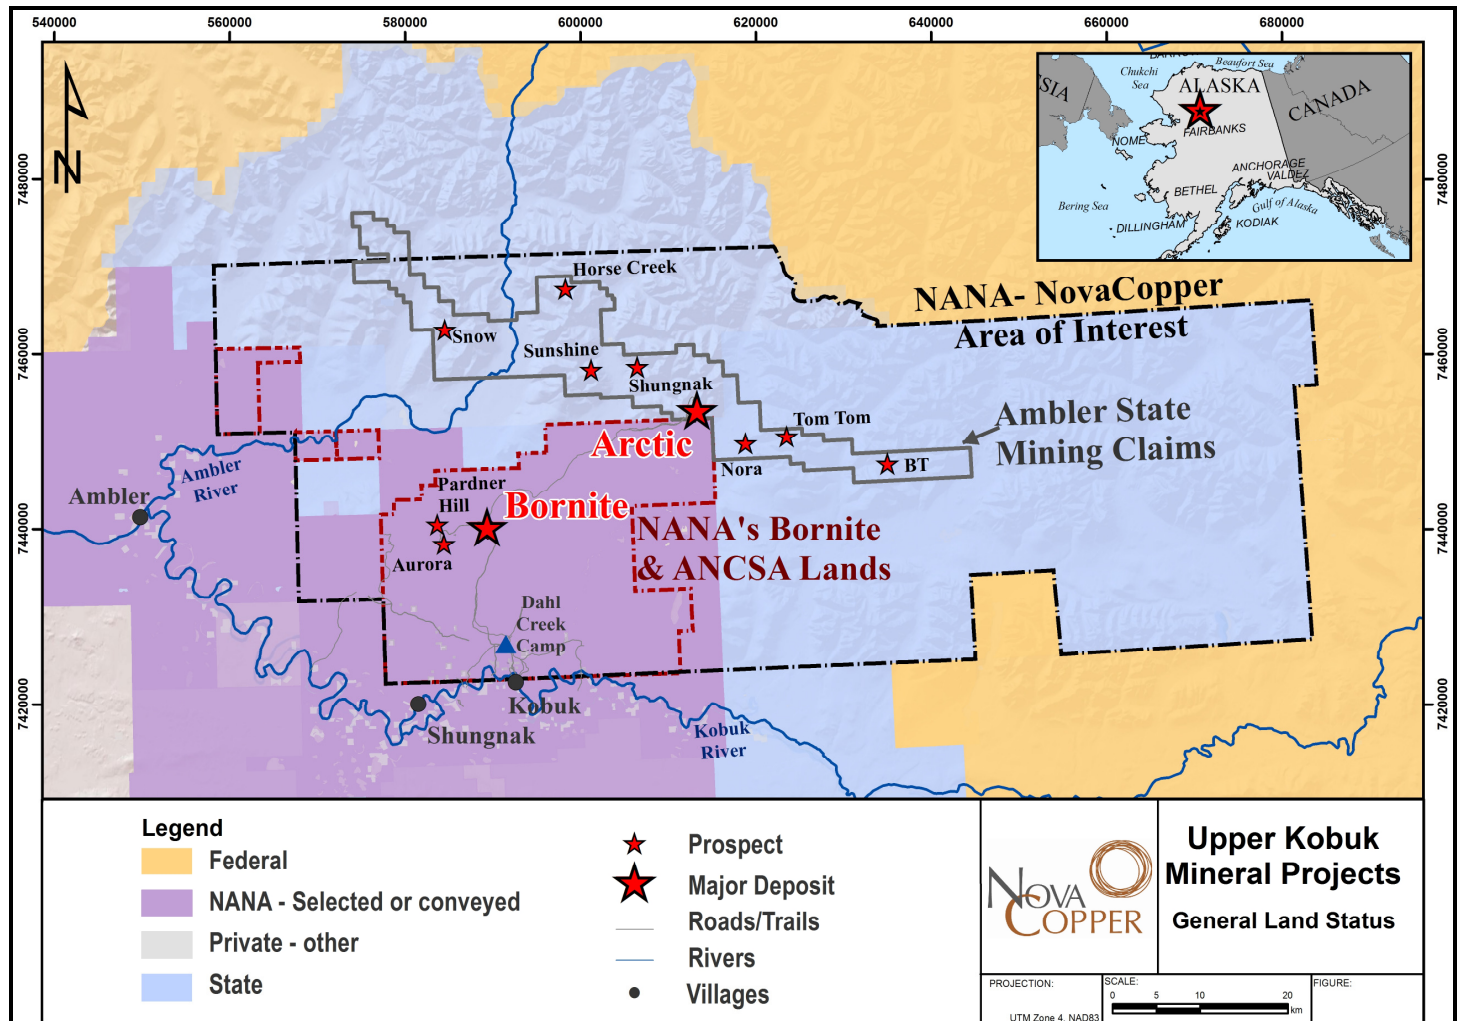 540000
560000
580000
600000
620000
640000
660000
680000
7480000
7460000
7440000
7420000
7480000
7460000
7440000
7420000
N
Beaufort Sea
Chukchi
Sea
ALASKA
CANADA
FAIRBANKS
NOME
ANCHORAGE
VALDEZ
BETHEL
Bering Sea
Gulf of Alaska
DILLINGHAM
KODIAK
Horse Creek
Snow
Sunshine
Shungnak
NANA- NovaCopper
Area of Interest
Arctic
Tom Tom
Nora
BT
Ambler State
Mining Claims
Ambler
River
Ambler
Pardner
Hill
Bornite
Aurora
NANA's Bornite
& ANCSA Lands
Dahl
Creek
Camp
Kobuk
Shungnak
Kobuk
River
Legend
Federal
NANA - Selected or conveyed
Private - other
State
Prospect
Major Deposit
Roads/Trails
Rivers
Villages
NOVA
COPPER
Upper Kobuk
Mineral Projects
General Land Status
PROJECTION:
UTM Zone 4, NAD83
SCALE:
0 5 10 20
km
FIGURE: